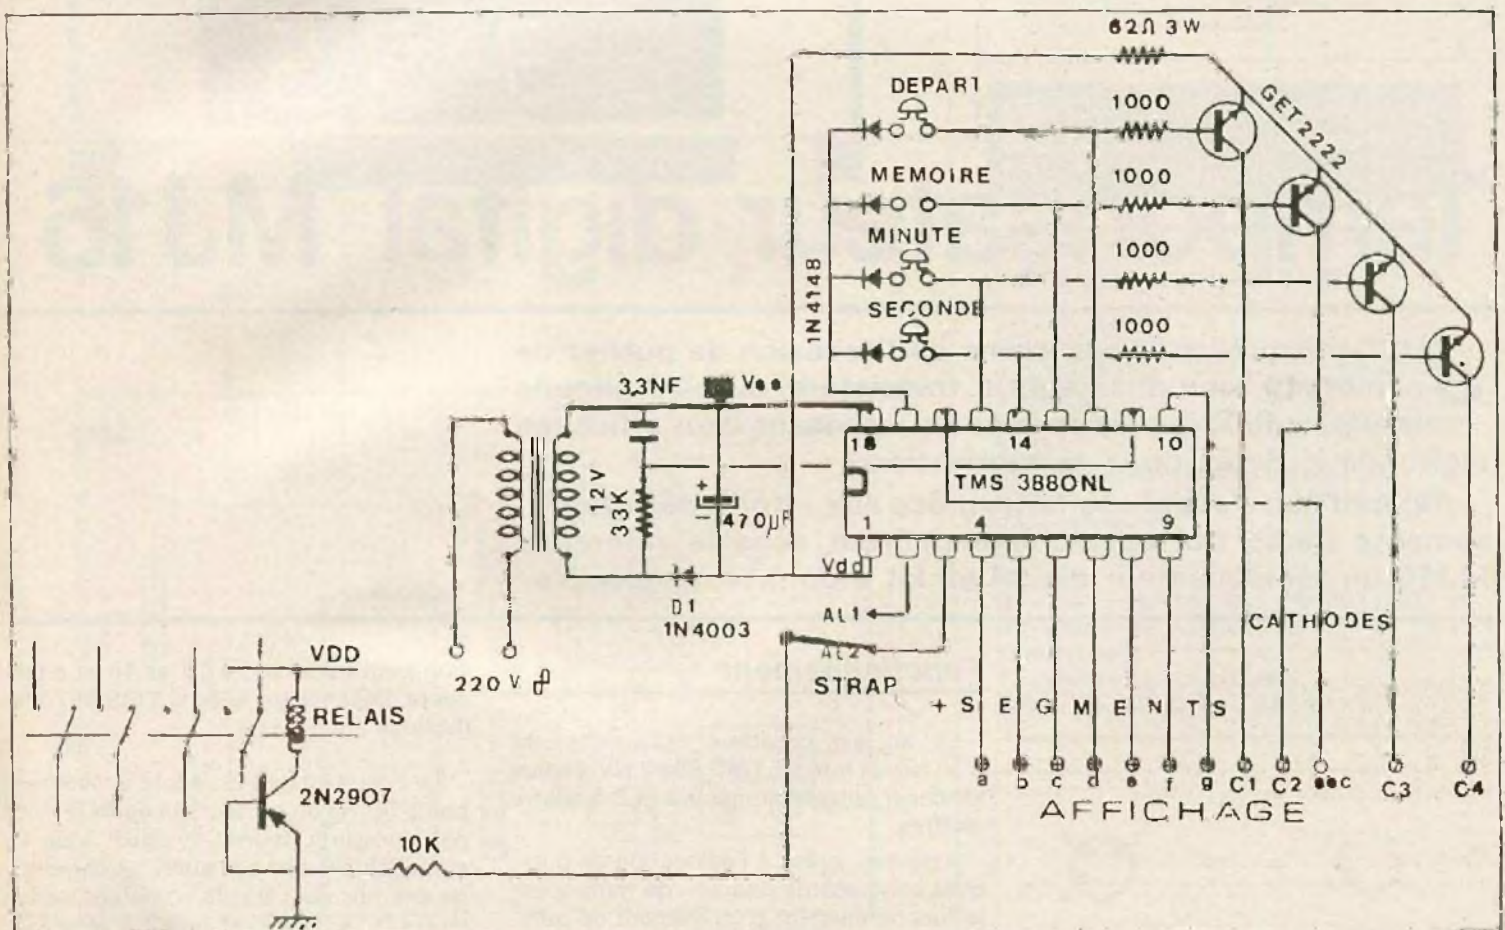 62Ω 3W
DEPART
1000
GET2222
MEMOIRE
1000
MINUTE
1000
1N4148
SECONDE
1000
3,3NF
Vss
18
14
10
TMS 3880NL
12V
33K
+
-
470µF
1
4
9
Vdd
D1
1N4003
AL1
AL2
STRAP
CATHODES
220 V.
+ SEGMENTS
VDD
RELAIS
a
b
c
d
e
f
g
C1
C2
sec
C3
C4
AFFICHAGE
2N2907
10K